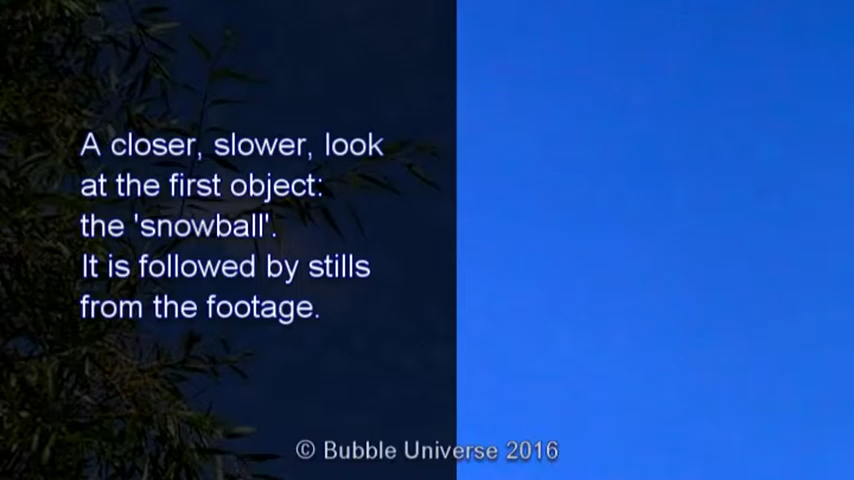 A closer, slower, look
at the first object:
the 'snowball'.
It is followed by stills
from the footage.
© Bubble Universe 2016